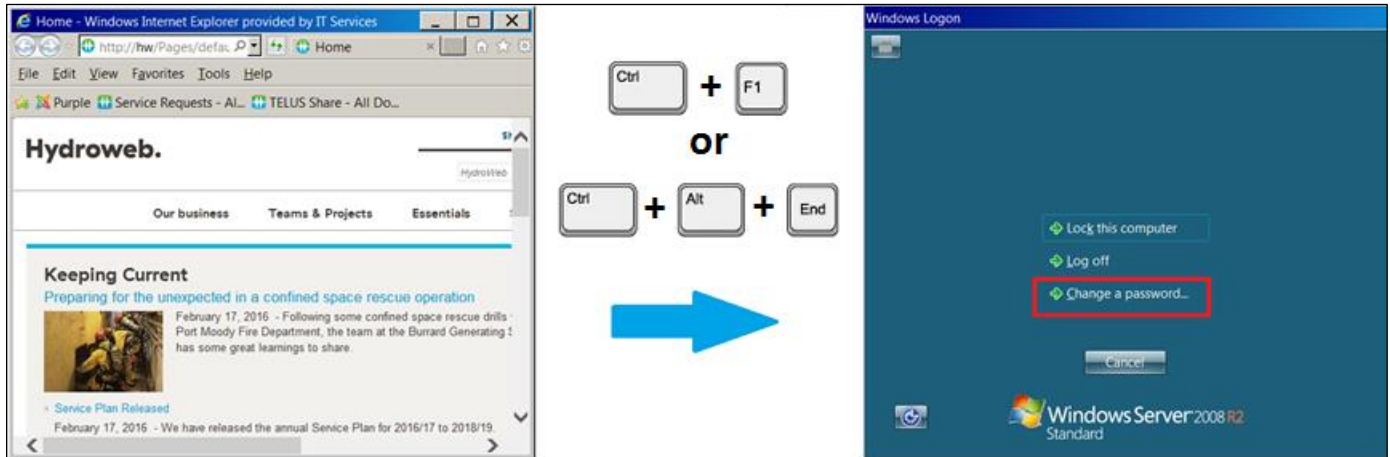 Home - Windows Internet Explorer provided by IT Services
http://hw/Pages/defau
Home
File Edit View Favorites Tools Help
Purple Service Requests - Al... TELUS Share - All Do...
Hydroweb.
HydroWeb
Our business Teams & Projects Essentials
Keeping Current
Preparing for the unexpected in a confined space rescue operation
February 17, 2016 - Following some confined space rescue drills
Port Moody Fire Department, the team at the Burrard Generating
has some great learnings to share.
Service Plan Released
February 17, 2016 - We have released the annual Service Plan for 2016/17 to 2018/19.
Ctrl + F1
or
Ctrl + Alt + End
Windows Logon
Lock this computer
Log off
Change a password...
Cancel
Windows Server 2008 R2
Standard